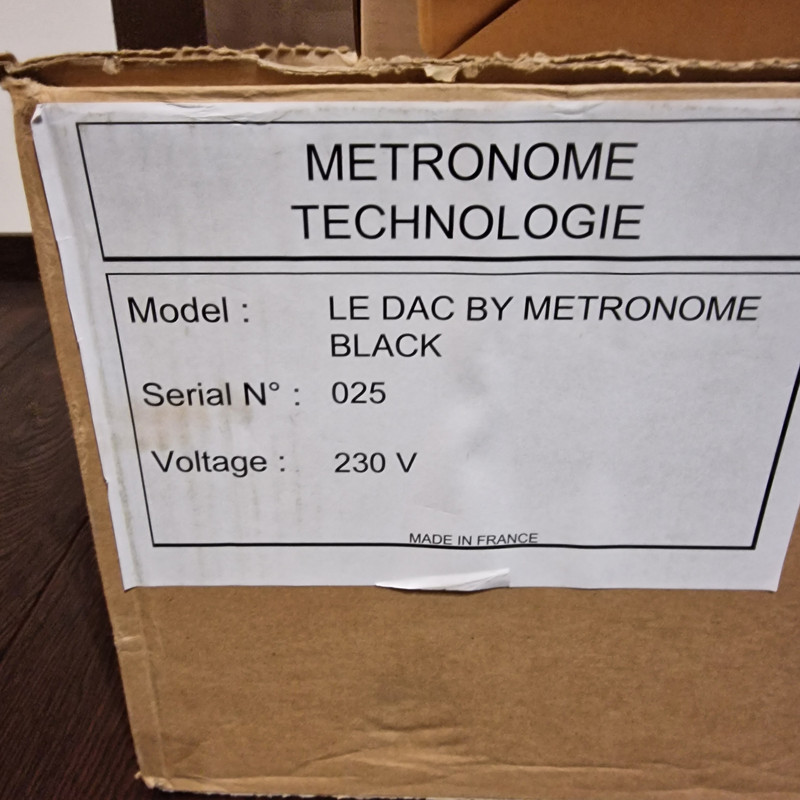 METRONOME
TECHNOLOGIE
Model : LE DAC BY METRONOME
BLACK
Serial N° : 025
Voltage : 230 V
MADE IN FRANCE